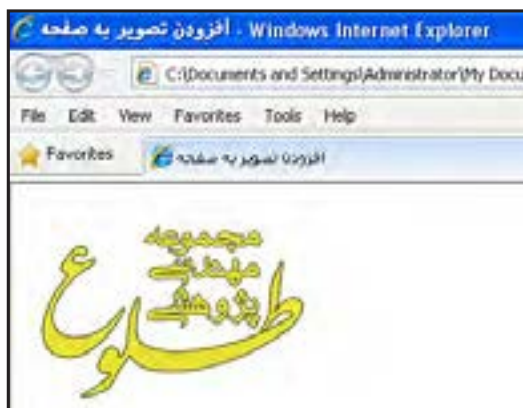 افزودن تصویر به صفحه - Windows Internet Explorer
C:\Documents and Settings\Administrator\My Docu
File Edit View Favorites Tools Help
Favorites افزودن تصویر به صفحه
مجموعه
مهندسی
پژوهشی
طلوع